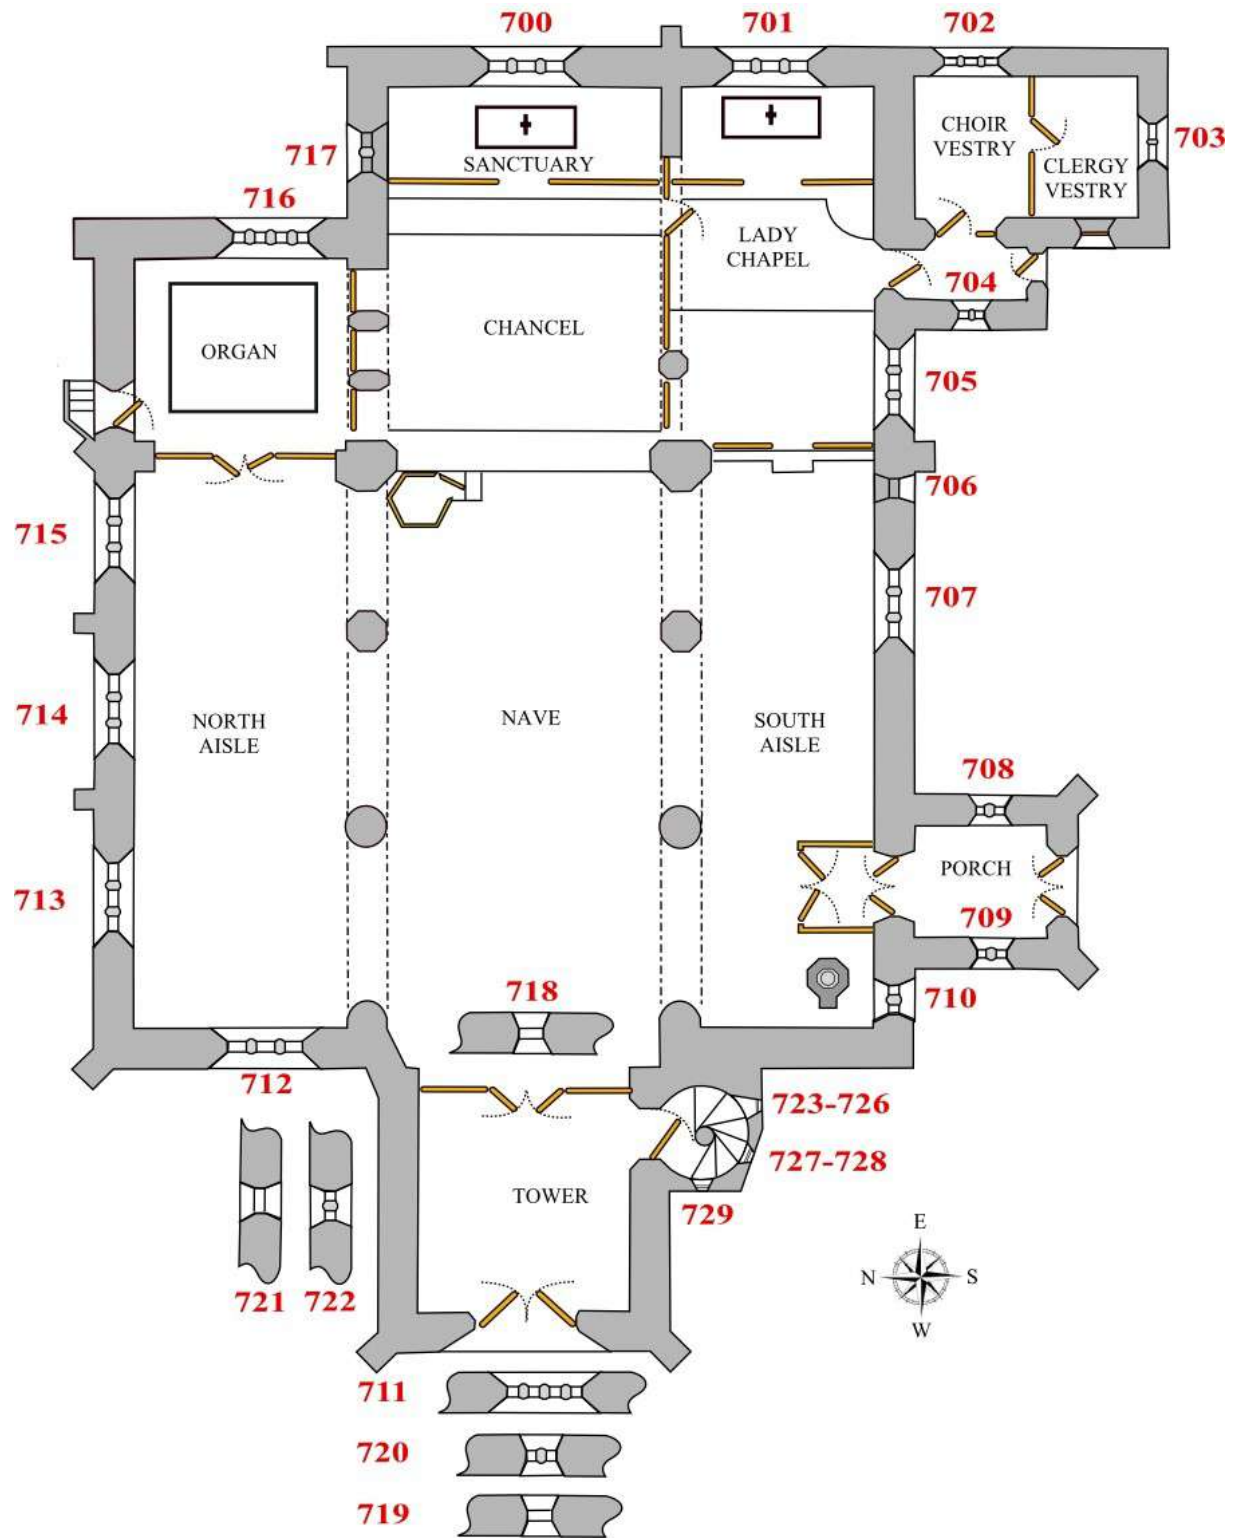 700
701
702
717
SANCTUARY
CHOIR
VESTRY
CLERGY
VESTRY
703
716
LADY
CHAPEL
704
ORGAN
CHANCEL
705
706
715
707
714
NORTH
AISLE
NAVE
SOUTH
AISLE
708
713
PORCH
709
718
710
712
723-726
727-728
TOWER
729
721
722
E
N
S
W
711
720
719